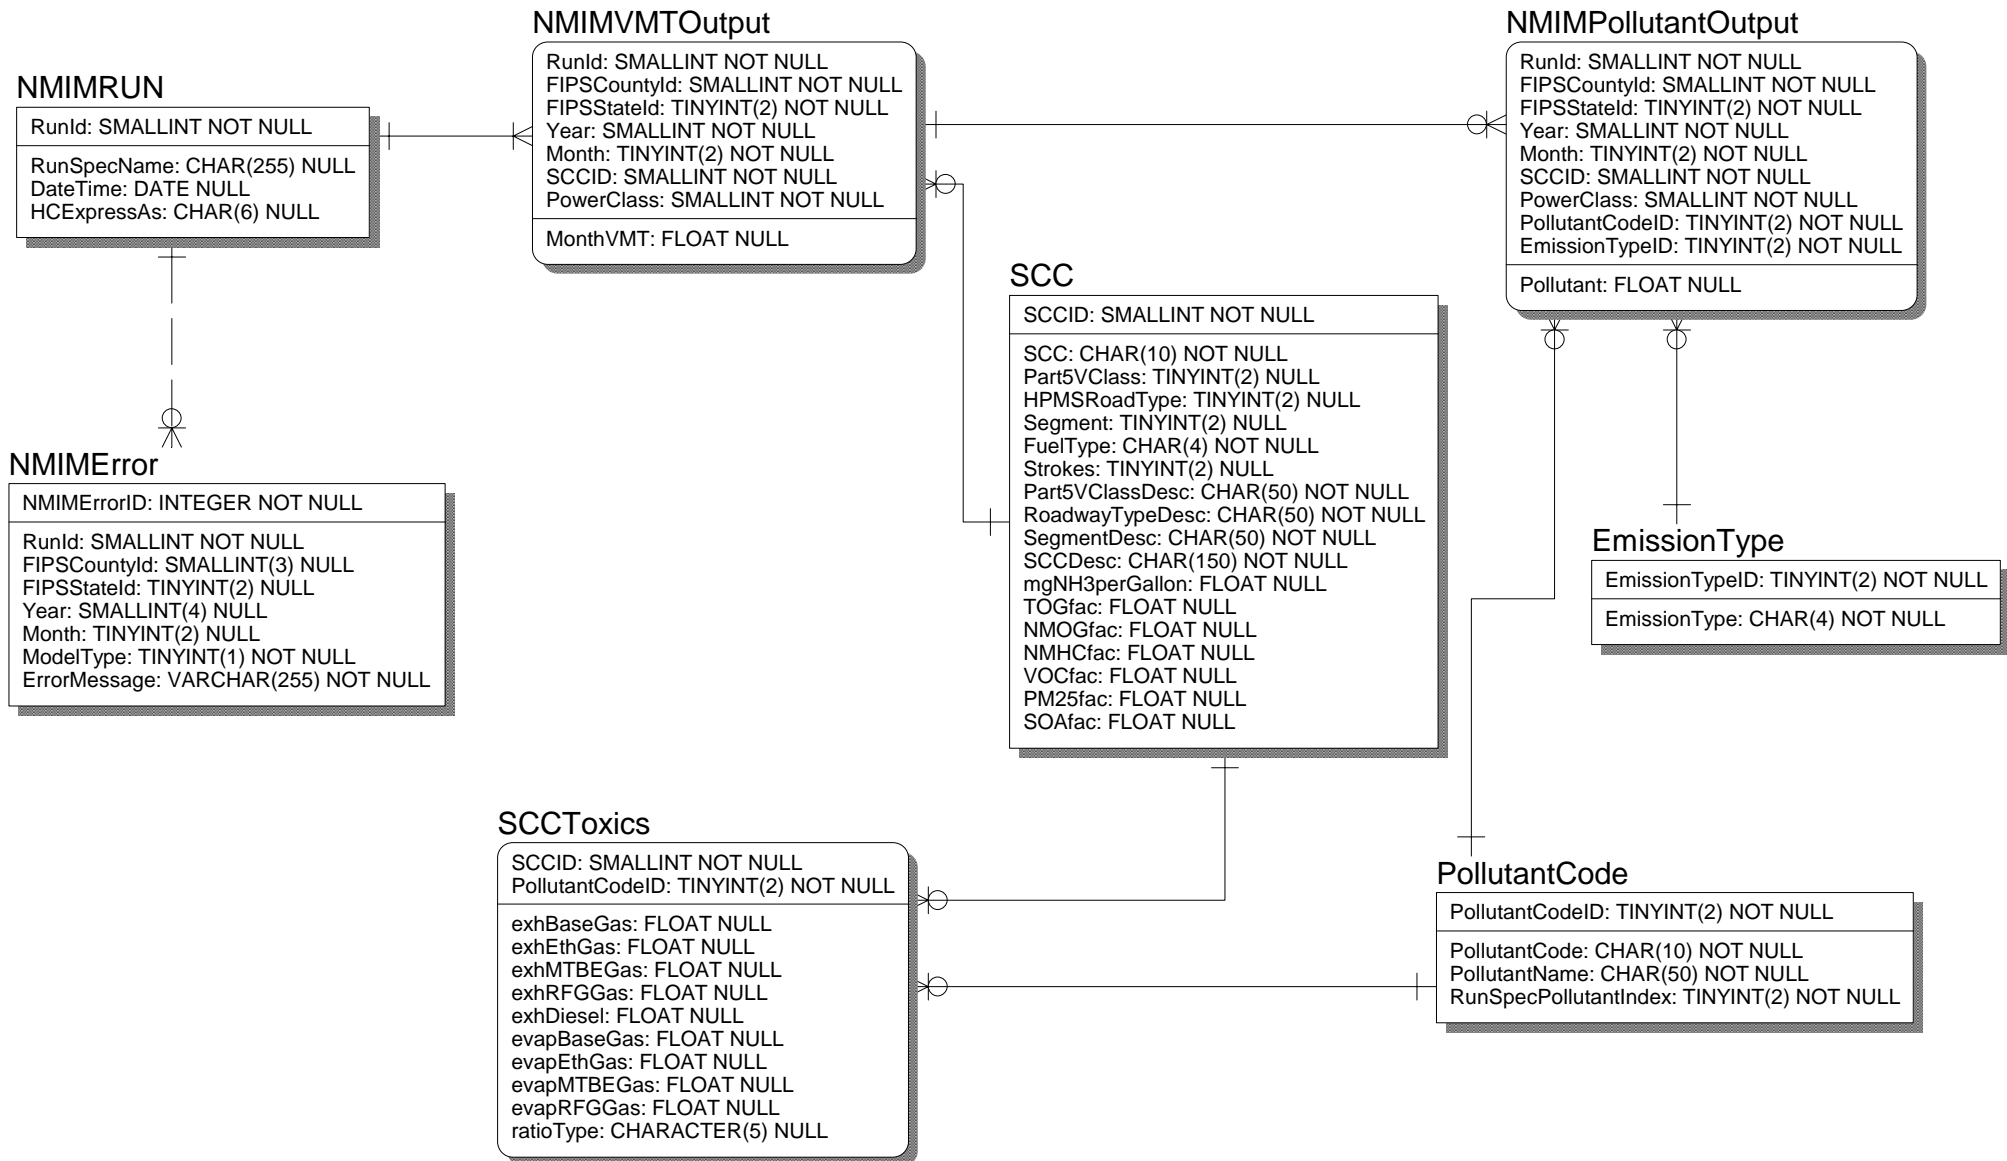 NMIMVMTOutput
RunId: SMALLINT NOT NULL
FIPSCountyId: SMALLINT NOT NULL
FIPSStateId: TINYINT(2) NOT NULL
Year: SMALLINT NOT NULL
Month: TINYINT(2) NOT NULL
SCCID: SMALLINT NOT NULL
PowerClass: SMALLINT NOT NULL
MonthVMT: FLOAT NULL
NMIMPollutantOutput
RunId: SMALLINT NOT NULL
FIPSCountyId: SMALLINT NOT NULL
FIPSStateId: TINYINT(2) NOT NULL
Year: SMALLINT NOT NULL
Month: TINYINT(2) NOT NULL
SCCID: SMALLINT NOT NULL
PowerClass: SMALLINT NOT NULL
PollutantCodeID: TINYINT(2) NOT NULL
EmissionTypeID: TINYINT(2) NOT NULL
Pollutant: FLOAT NULL
NMIMRUN
RunId: SMALLINT NOT NULL
RunSpecName: CHAR(255) NULL
DateTime: DATE NULL
HCExpressAs: CHAR(6) NULL
SCC
SCCID: SMALLINT NOT NULL
SCC: CHAR(10) NOT NULL
Part5VClass: TINYINT(2) NULL
HPMSRoadType: TINYINT(2) NULL
Segment: TINYINT(2) NULL
FuelType: CHAR(4) NOT NULL
Strokes: TINYINT(2) NULL
Part5VClassDesc: CHAR(50) NOT NULL
RoadwayTypeDesc: CHAR(50) NOT NULL
SegmentDesc: CHAR(50) NOT NULL
SCCDesc: CHAR(150) NOT NULL
mgNH3perGallon: FLOAT NULL
TOGfac: FLOAT NULL
NMOGfac: FLOAT NULL
NMHCfac: FLOAT NULL
VOCfac: FLOAT NULL
PM25fac: FLOAT NULL
SOAfac: FLOAT NULL
NMIMError
NMIMErrorID: INTEGER NOT NULL
RunId: SMALLINT NOT NULL
FIPSCountyId: SMALLINT(3) NULL
FIPSStateId: TINYINT(2) NULL
Year: SMALLINT(4) NULL
Month: TINYINT(2) NULL
ModelType: TINYINT(1) NOT NULL
ErrorMessage: VARCHAR(255) NOT NULL
EmissionType
EmissionTypeID: TINYINT(2) NOT NULL
EmissionType: CHAR(4) NOT NULL
SCCToxics
SCCID: SMALLINT NOT NULL
PollutantCodeID: TINYINT(2) NOT NULL
exhBaseGas: FLOAT NULL
exhEthGas: FLOAT NULL
exhMTBEGas: FLOAT NULL
exhRFGGas: FLOAT NULL
exhDiesel: FLOAT NULL
evapBaseGas: FLOAT NULL
evapEthGas: FLOAT NULL
evapMTBEGas: FLOAT NULL
evapRFGGas: FLOAT NULL
ratioType: CHARACTER(5) NULL
PollutantCode
PollutantCodeID: TINYINT(2) NOT NULL
PollutantCode: CHAR(10) NOT NULL
PollutantName: CHAR(50) NOT NULL
RunSpecPollutantIndex: TINYINT(2) NOT NULL